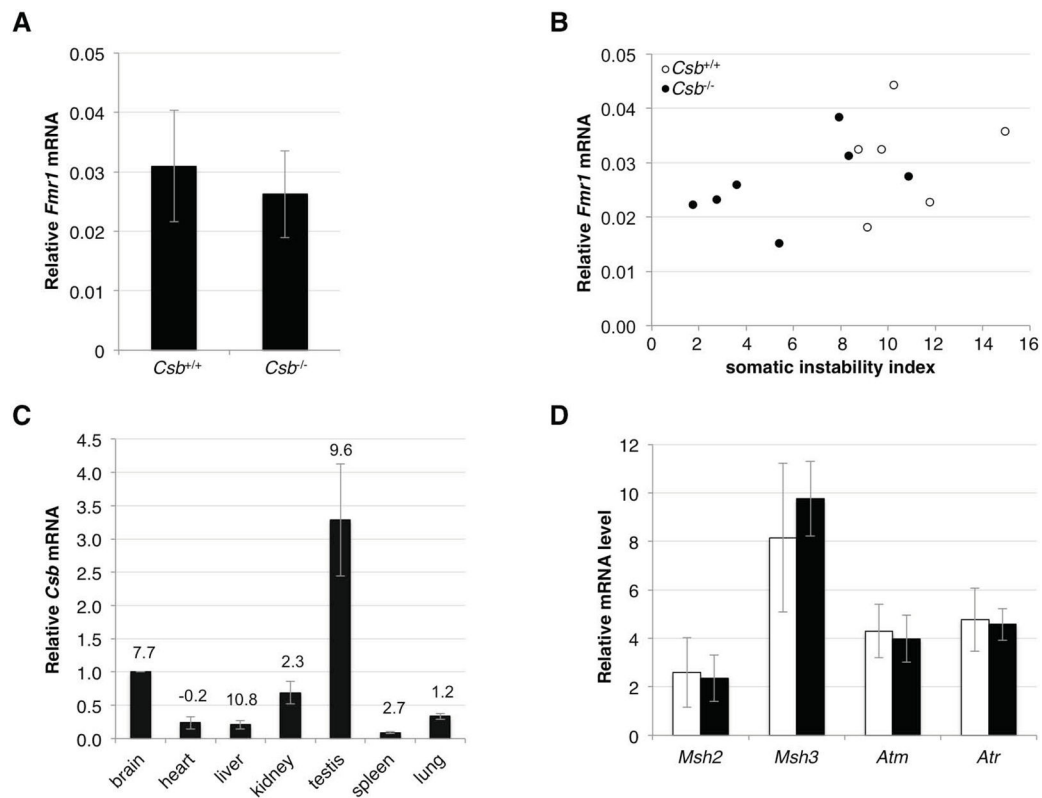 A
Relative Fmr1 mRNA
0.05
0.04
0.03
0.02
0.01
0
Csb+/+
Csb-/-
B
Relative Fmr1 mRNA
0.05
0.04
0.03
0.02
0.01
0.00
Csb+/+
Csb-/-
0 2 4 6 8 10 12 14 16
somatic instability index
C
Relative Csb mRNA
4.5
4.0
3.5
3.0
2.5
2.0
1.5
1.0
0.5
0.0
7.7
-0.2
10.8
2.3
9.6
2.7
1.2
brain
heart
liver
kidney
testis
spleen
lung
D
Relative mRNA level
12
10
8
6
4
2
0
Msh2
Msh3
Atm
Atr